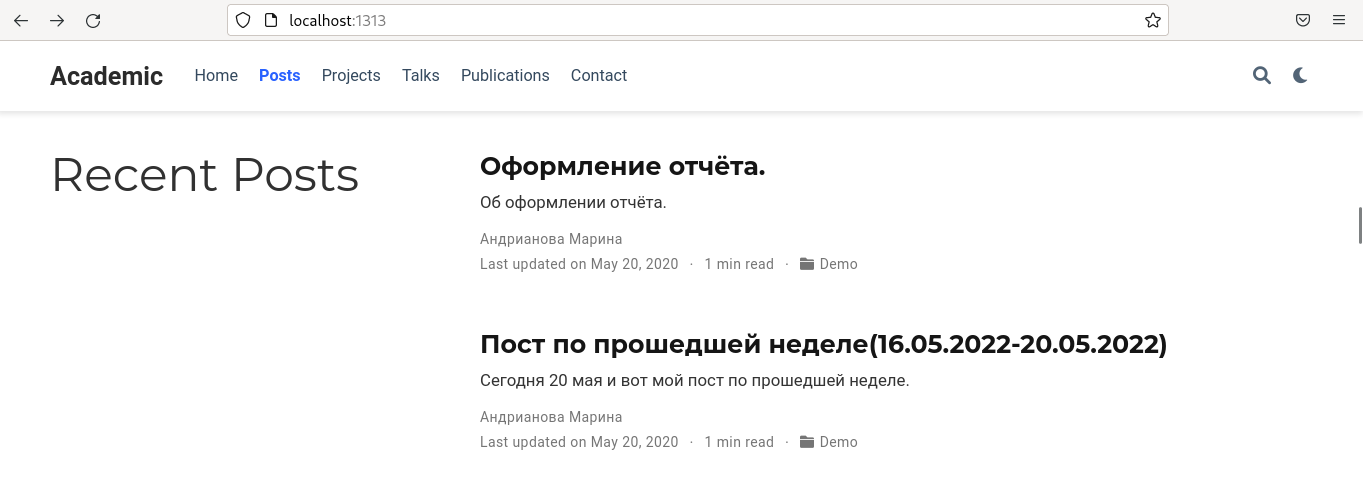 localhost:1313
Academic Home Posts Projects Talks Publications Contact
Recent Posts
Оформление отчёта.
Об оформлении отчёта.
Андрианова Марина
Last updated on May 20, 2020 · 1 min read · Demo
Пост по прошедшей неделе(16.05.2022-20.05.2022)
Сегодня 20 мая и вот мой пост по прошедшей неделе.
Андрианова Марина
Last updated on May 20, 2020 · 1 min read · Demo